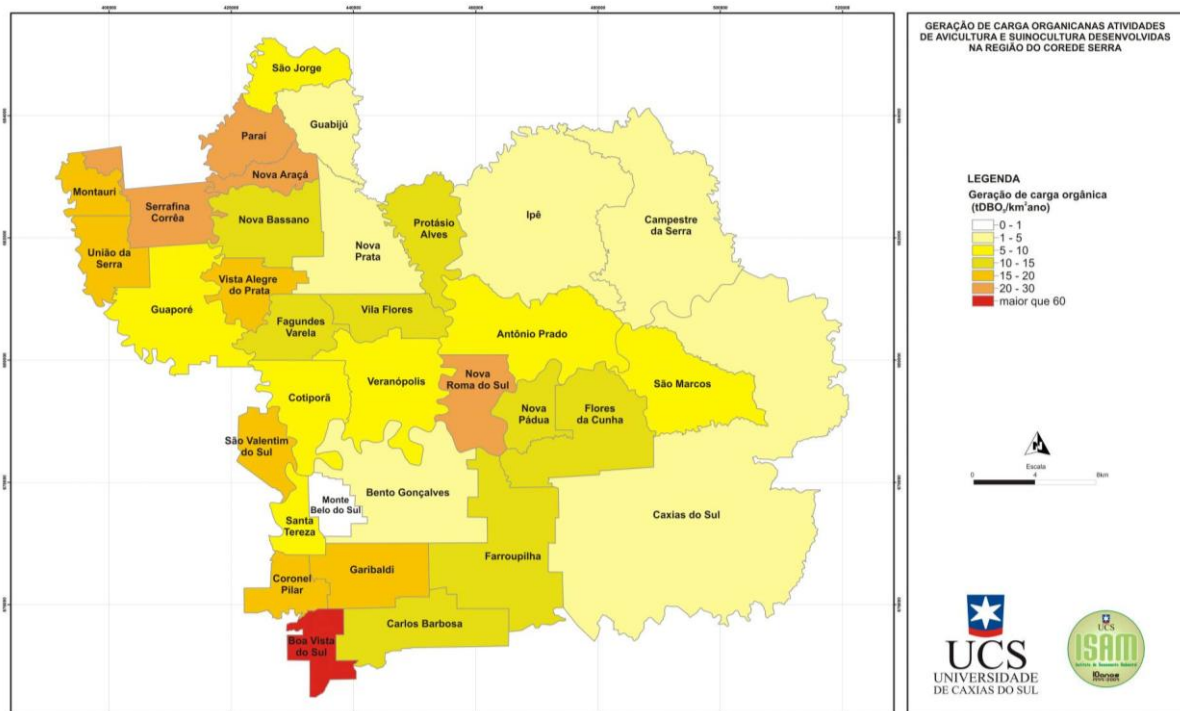 GERAÇÃO DE CARGA ORGANICANAS ATIVIDADES
DE AVICULTURA E SUINOCULTURA DESENVOLVIDAS
NA REGIÃO DO COREDE SERRA
São Jorge
Guabijú
Paraí
Nova Araçá
Montauri
Serrafina
Corrêa
Nova Bassano
Protásio
Alves
Ipê
Campestre
da Serra
União da
Serra
Nova
Prata
Vista Alegre
do Prata
Guaporé
Fagundes
Varela
Vila Flores
Antônio Prado
Veranópolis
Nova
Roma do Sul
São Marcos
Cotiporã
Nova
Pádua
Flores
da Cunha
São Valentim
do Sul
Monte
Belo do Sul
Bento Gonçalves
Caxias do Sul
Santa
Tereza
Farroupilha
Coronel
Pilar
Garibaldi
Carlos Barbosa
Boa Vista
do Sul
LEGENDA
Geração de carga orgânica
(tDBO₅/km²ano)
0 - 1
1 - 5
5 - 10
10 - 15
15 - 20
20 - 30
maior que 60
Escala
0 4 8km
UCS
UNIVERSIDADE
DE CAXIAS DO SUL
UCS
ISAM